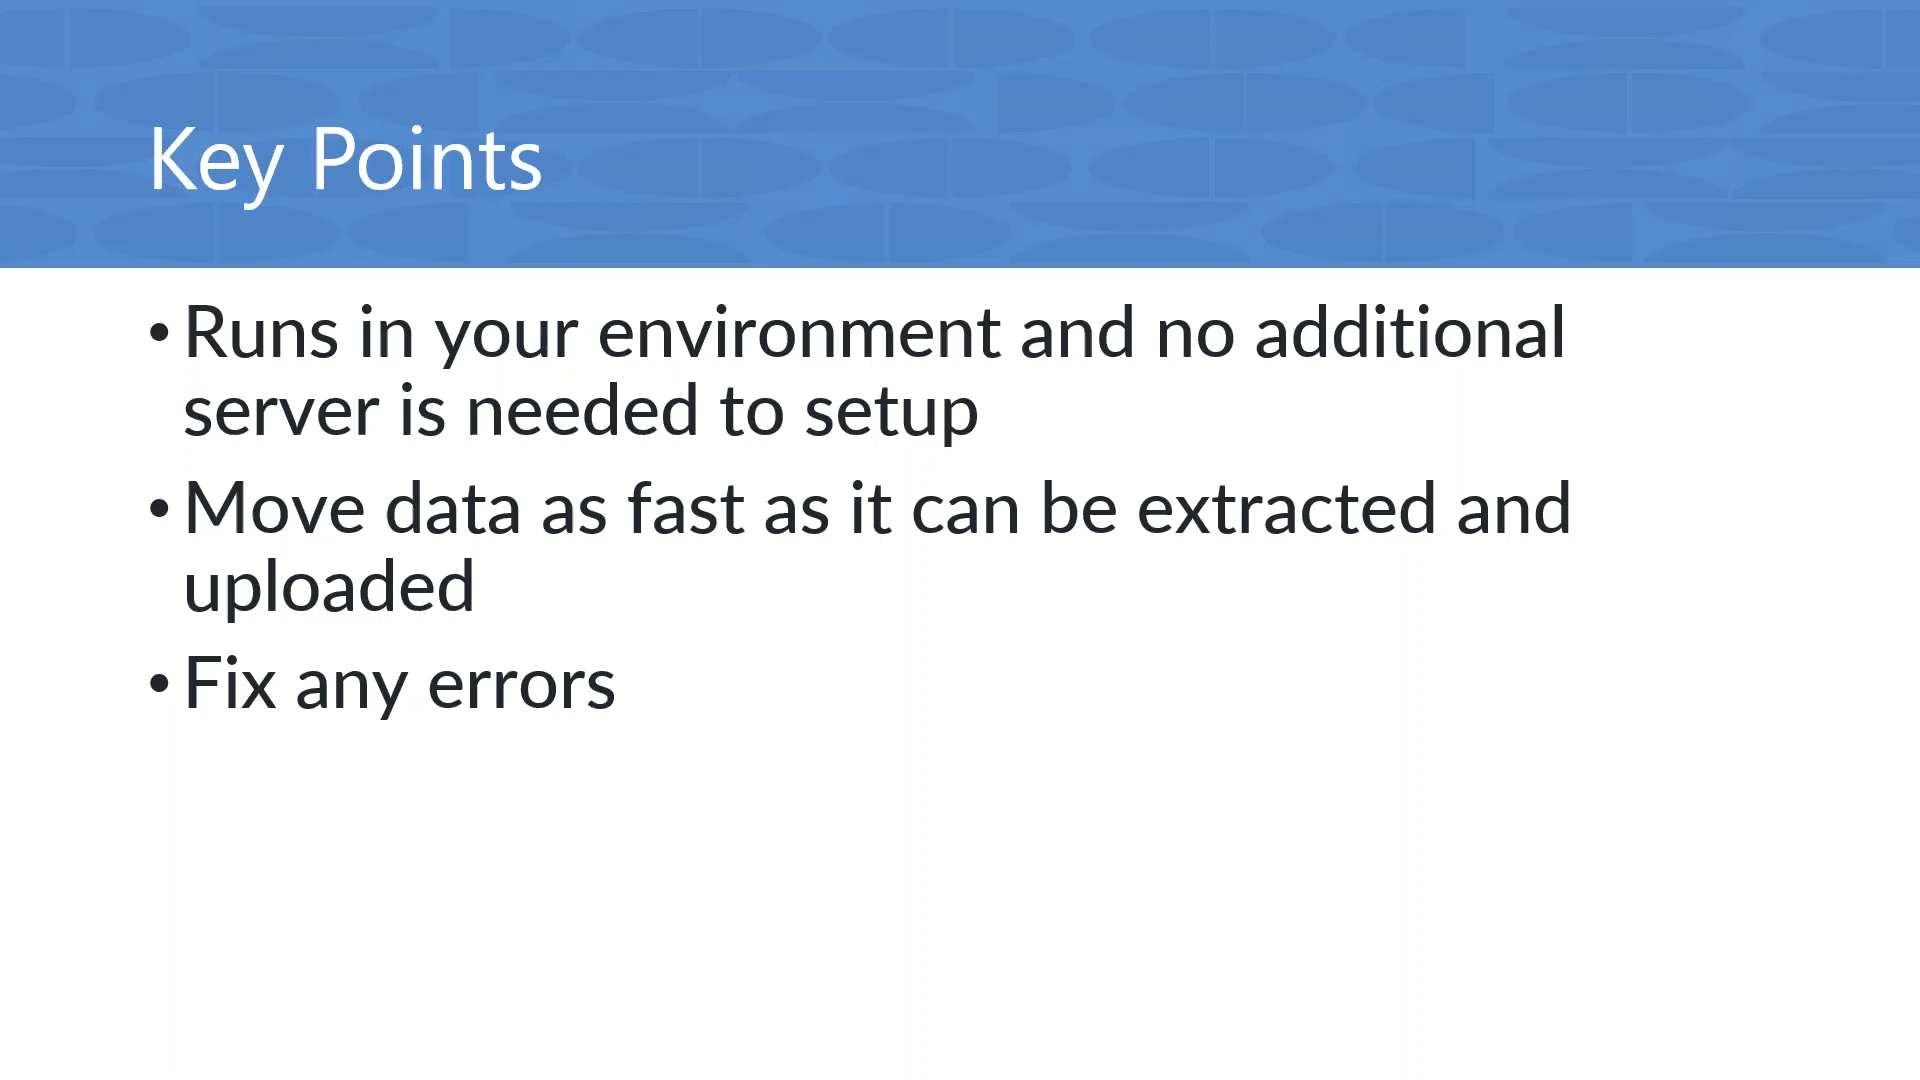 Key Points
• Runs in your environment and no additional
server is needed to setup
• Move data as fast as it can be extracted and
uploaded
• Fix any errors